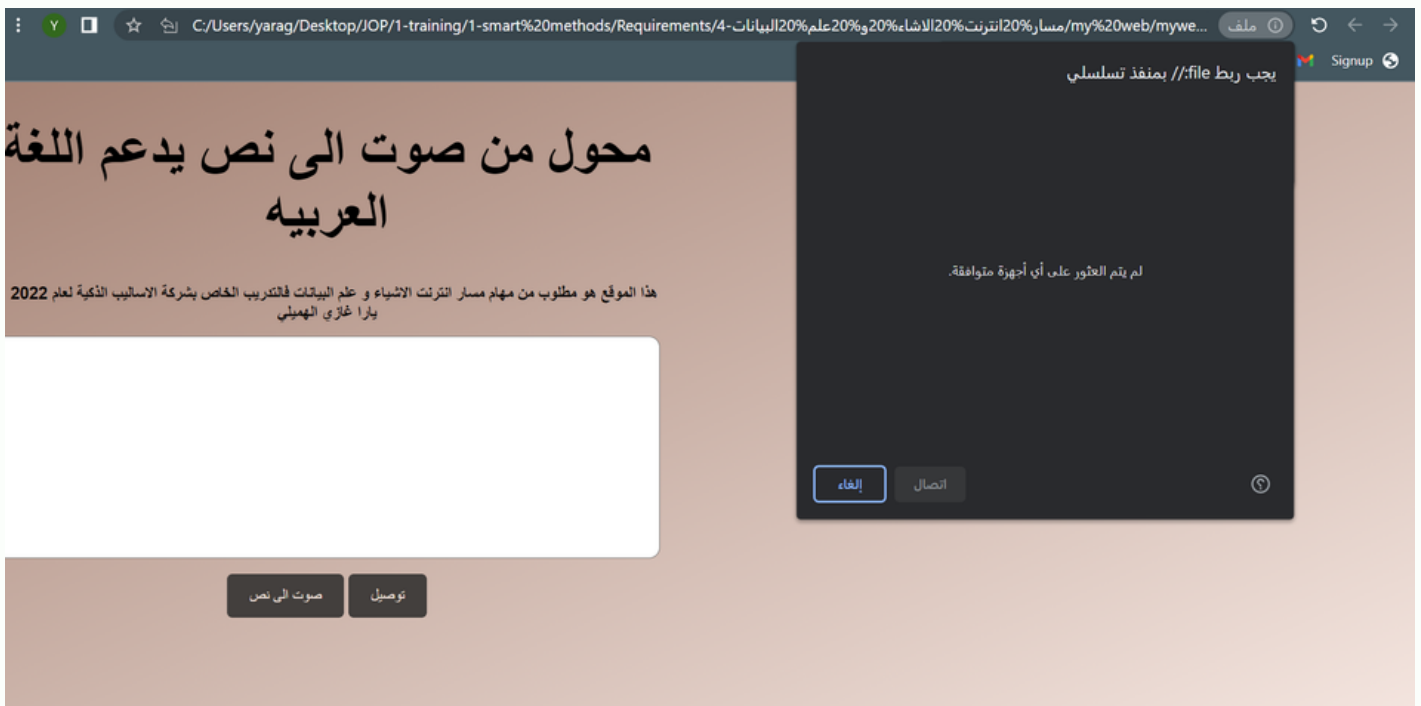 C:/Users/yarag/Desktop/JOP/1-training/1-smart%20methods/Requirements/4-مسار%20انترنت%20الاشاء%20و%20علم%20البيانات/my%20web/mywe...
ملف
Y
Signup
يجب ربط file:// بمنفذ تسلسلي
لم يتم العثور على أي أجهزة متوافقة.
اتصال
إلغاء
محول من صوت الى نص يدعم اللغة
العربيه
هذا الموقع هو مطلوب من مهام مسار انترنت الاشياء و علم البيانات فالتدريب الخاص بشركة الاساليب الذكية لعام 2022
يارا غازي الهميلي
توصيل
صوت الى نص